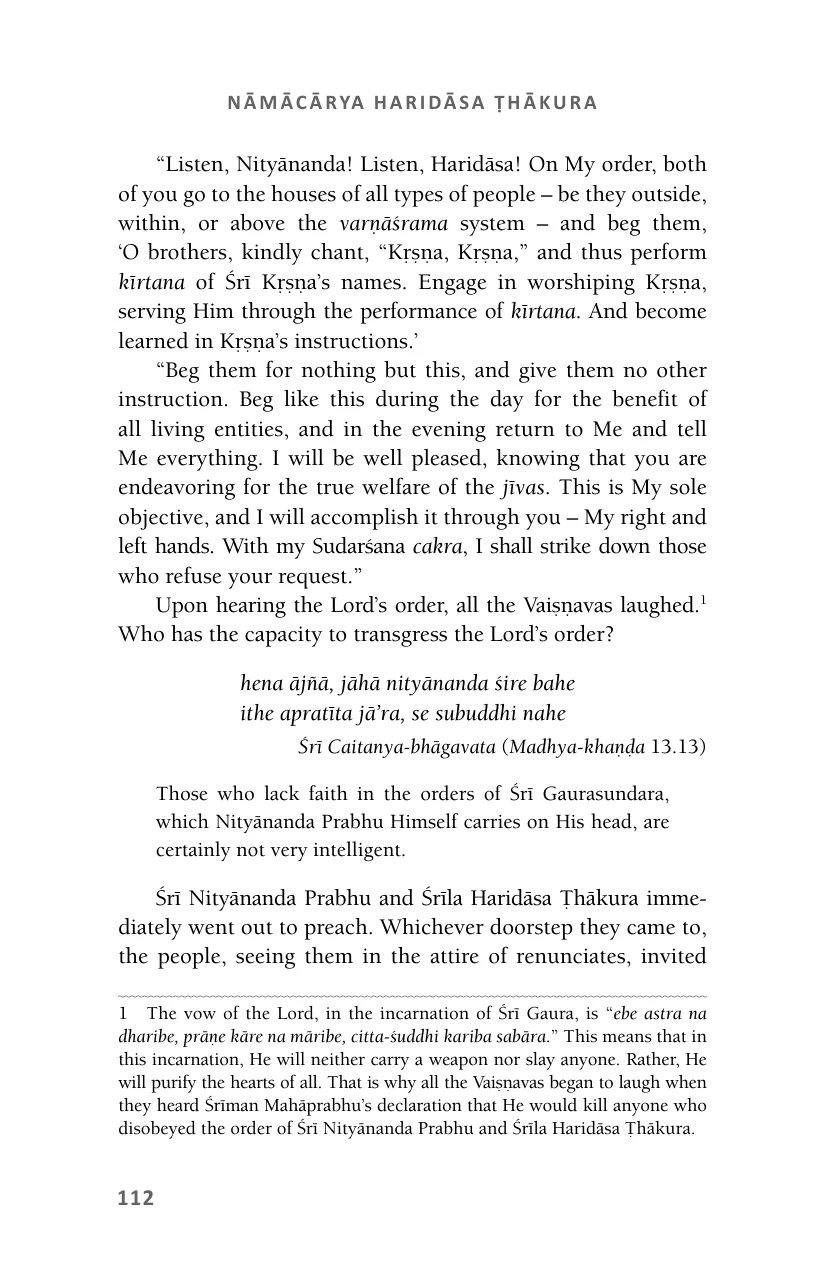 NĀMĀCĀRYA HARIDĀSA ṬHĀKURA
“Listen, Nityānanda! Listen, Haridāsa! On My order, both
of you go to the houses of all types of people – be they outside,
within, or above the varṇāśrama system – and beg them,
‘O brothers, kindly chant, “Kṛṣṇa, Kṛṣṇa,” and thus perform
kīrtana of Śrī Kṛṣṇa’s names. Engage in worshiping Kṛṣṇa,
serving Him through the performance of kīrtana. And become
learned in Kṛṣṇa’s instructions.’
“Beg them for nothing but this, and give them no other
instruction. Beg like this during the day for the benefit of
all living entities, and in the evening return to Me and tell
Me everything. I will be well pleased, knowing that you are
endeavoring for the true welfare of the jīvas. This is My sole
objective, and I will accomplish it through you – My right and
left hands. With my Sudarśana cakra, I shall strike down those
who refuse your request.”
Upon hearing the Lord’s order, all the Vaiṣṇavas laughed.1
Who has the capacity to transgress the Lord’s order?
hena ājñā, jāhā nityānanda śire bahe
ithe apratīta jā’ra, se subuddhi nahe
Śrī Caitanya-bhāgavata (Madhya-khaṇḍa 13.13)
Those who lack faith in the orders of Śrī Gaurasundara,
which Nityānanda Prabhu Himself carries on His head, are
certainly not very intelligent.
Śrī Nityānanda Prabhu and Śrīla Haridāsa Ṭhākura imme-
diately went out to preach. Whichever doorstep they came to,
the people, seeing them in the attire of renunciates, invited
1 The vow of the Lord, in the incarnation of Śrī Gaura, is “ebe astra na
dharibe, prāṇe kāre na māribe, citta-śuddhi kariba sabāra.” This means that in
this incarnation, He will neither carry a weapon nor slay anyone. Rather, He
will purify the hearts of all. That is why all the Vaiṣṇavas began to laugh when
they heard Śrīman Mahāprabhu’s declaration that He would kill anyone who
disobeyed the order of Śrī Nityānanda Prabhu and Śrīla Haridāsa Ṭhākura.
112